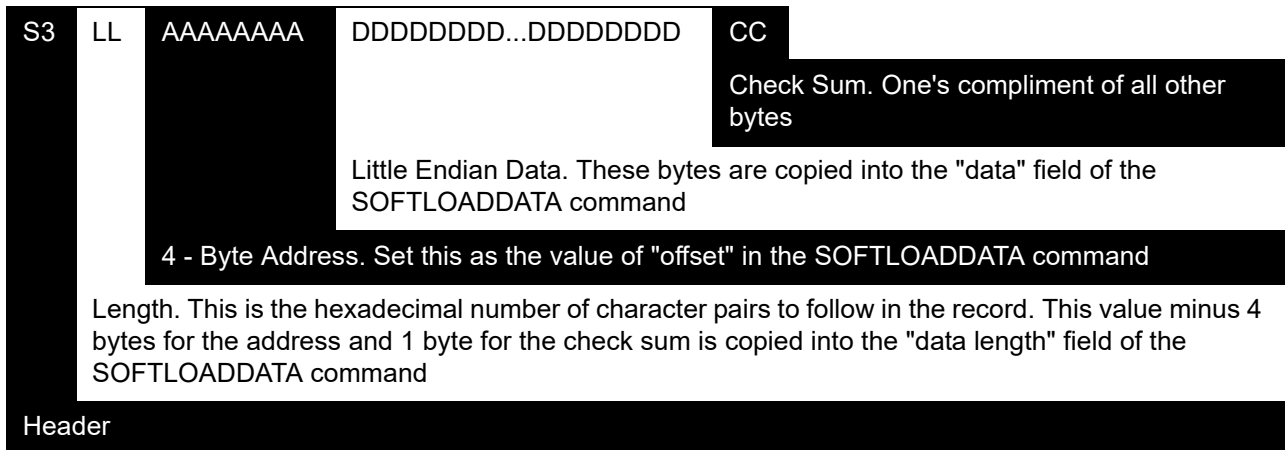 S3 LL AAAAAAAA DDDDDDDD...DDDDDDDD CC
Check Sum. One's compliment of all other
bytes
Little Endian Data. These bytes are copied into the "data" field of the
SOFTLOADDATA command
4 - Byte Address. Set this as the value of "offset" in the SOFTLOADDATA command
Length. This is the hexadecimal number of character pairs to follow in the record. This value minus 4
bytes for the address and 1 byte for the check sum is copied into the "data length" field of the
SOFTLOADDATA command
Header